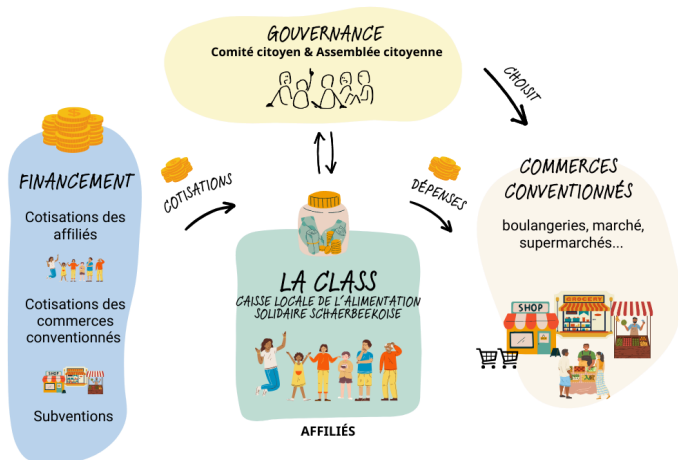 GOUVERNANCE
Comité citoyen & Assemblée citoyenne
CHOISIT
FINANCEMENT
Cotisations des
affiliés
Cotisations des
commerces
conventionnés
SHOP
Subventions
COTISATIONS
DÉPENSES
LA CLASS
CAISSE LOCALE DE L'ALIMENTATION
SOLIDAIRE SCHAERBEEKOISE
AFFILIÉS
COMMERCES
CONVENTIONNÉS
boulangeries, marché,
supermarchés...
SHOP
GROCERY